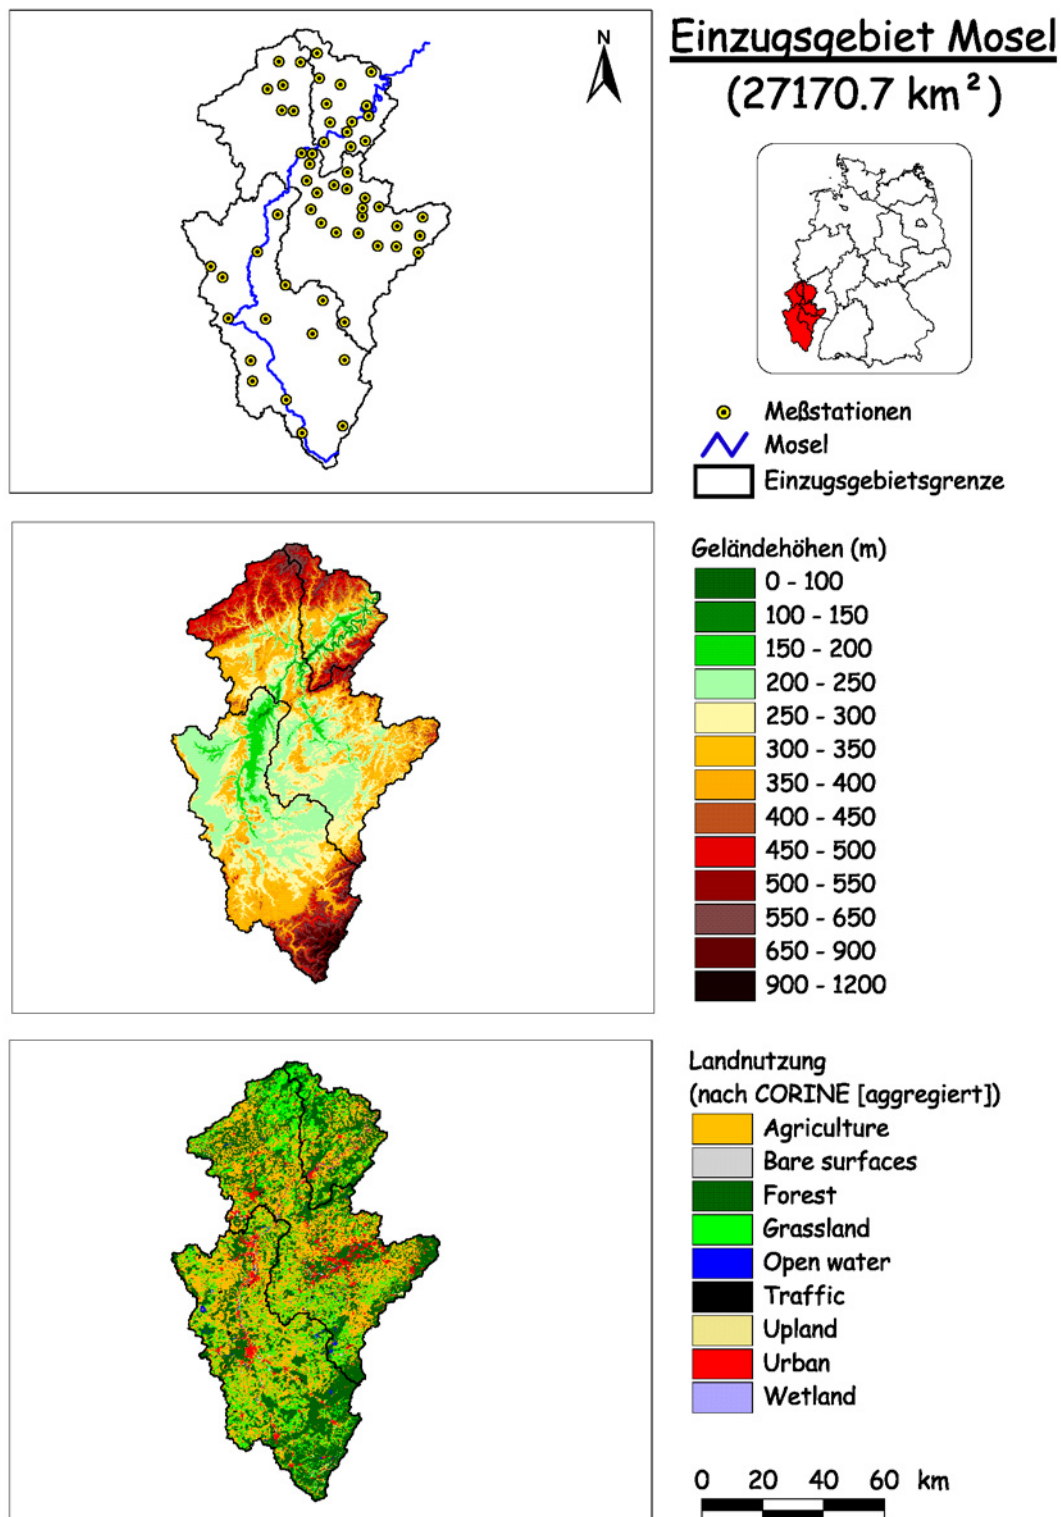 Einzugsgebiet Mosel
(27170.7 km²)
N
Meßstationen
Mosel
Einzugsgebietsgrenze
Geländehöhen (m)
0 - 100
100 - 150
150 - 200
200 - 250
250 - 300
300 - 350
350 - 400
400 - 450
450 - 500
500 - 550
550 - 650
650 - 900
900 - 1200
Landnutzung
(nach CORINE [aggregiert])
Agriculture
Bare surfaces
Forest
Grassland
Open water
Traffic
Upland
Urban
Wetland
0 20 40 60 km